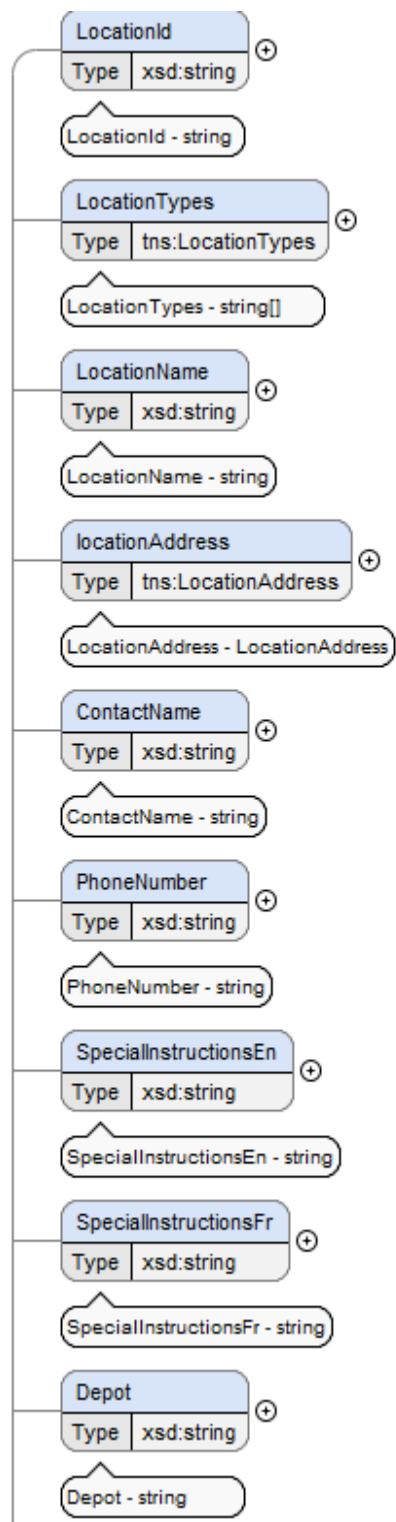 LocationId
Type xsd:string
LocationId - string
LocationTypes
Type tns:LocationTypes
LocationTypes - string[]
LocationName
Type xsd:string
LocationName - string
locationAddress
Type tns:LocationAddress
LocationAddress - LocationAddress
ContactName
Type xsd:string
ContactName - string
PhoneNumber
Type xsd:string
PhoneNumber - string
SpecialInstructionsEn
Type xsd:string
SpecialInstructionsEn - string
SpecialInstructionsFr
Type xsd:string
SpecialInstructionsFr - string
Depot
Type xsd:string
Depot - string